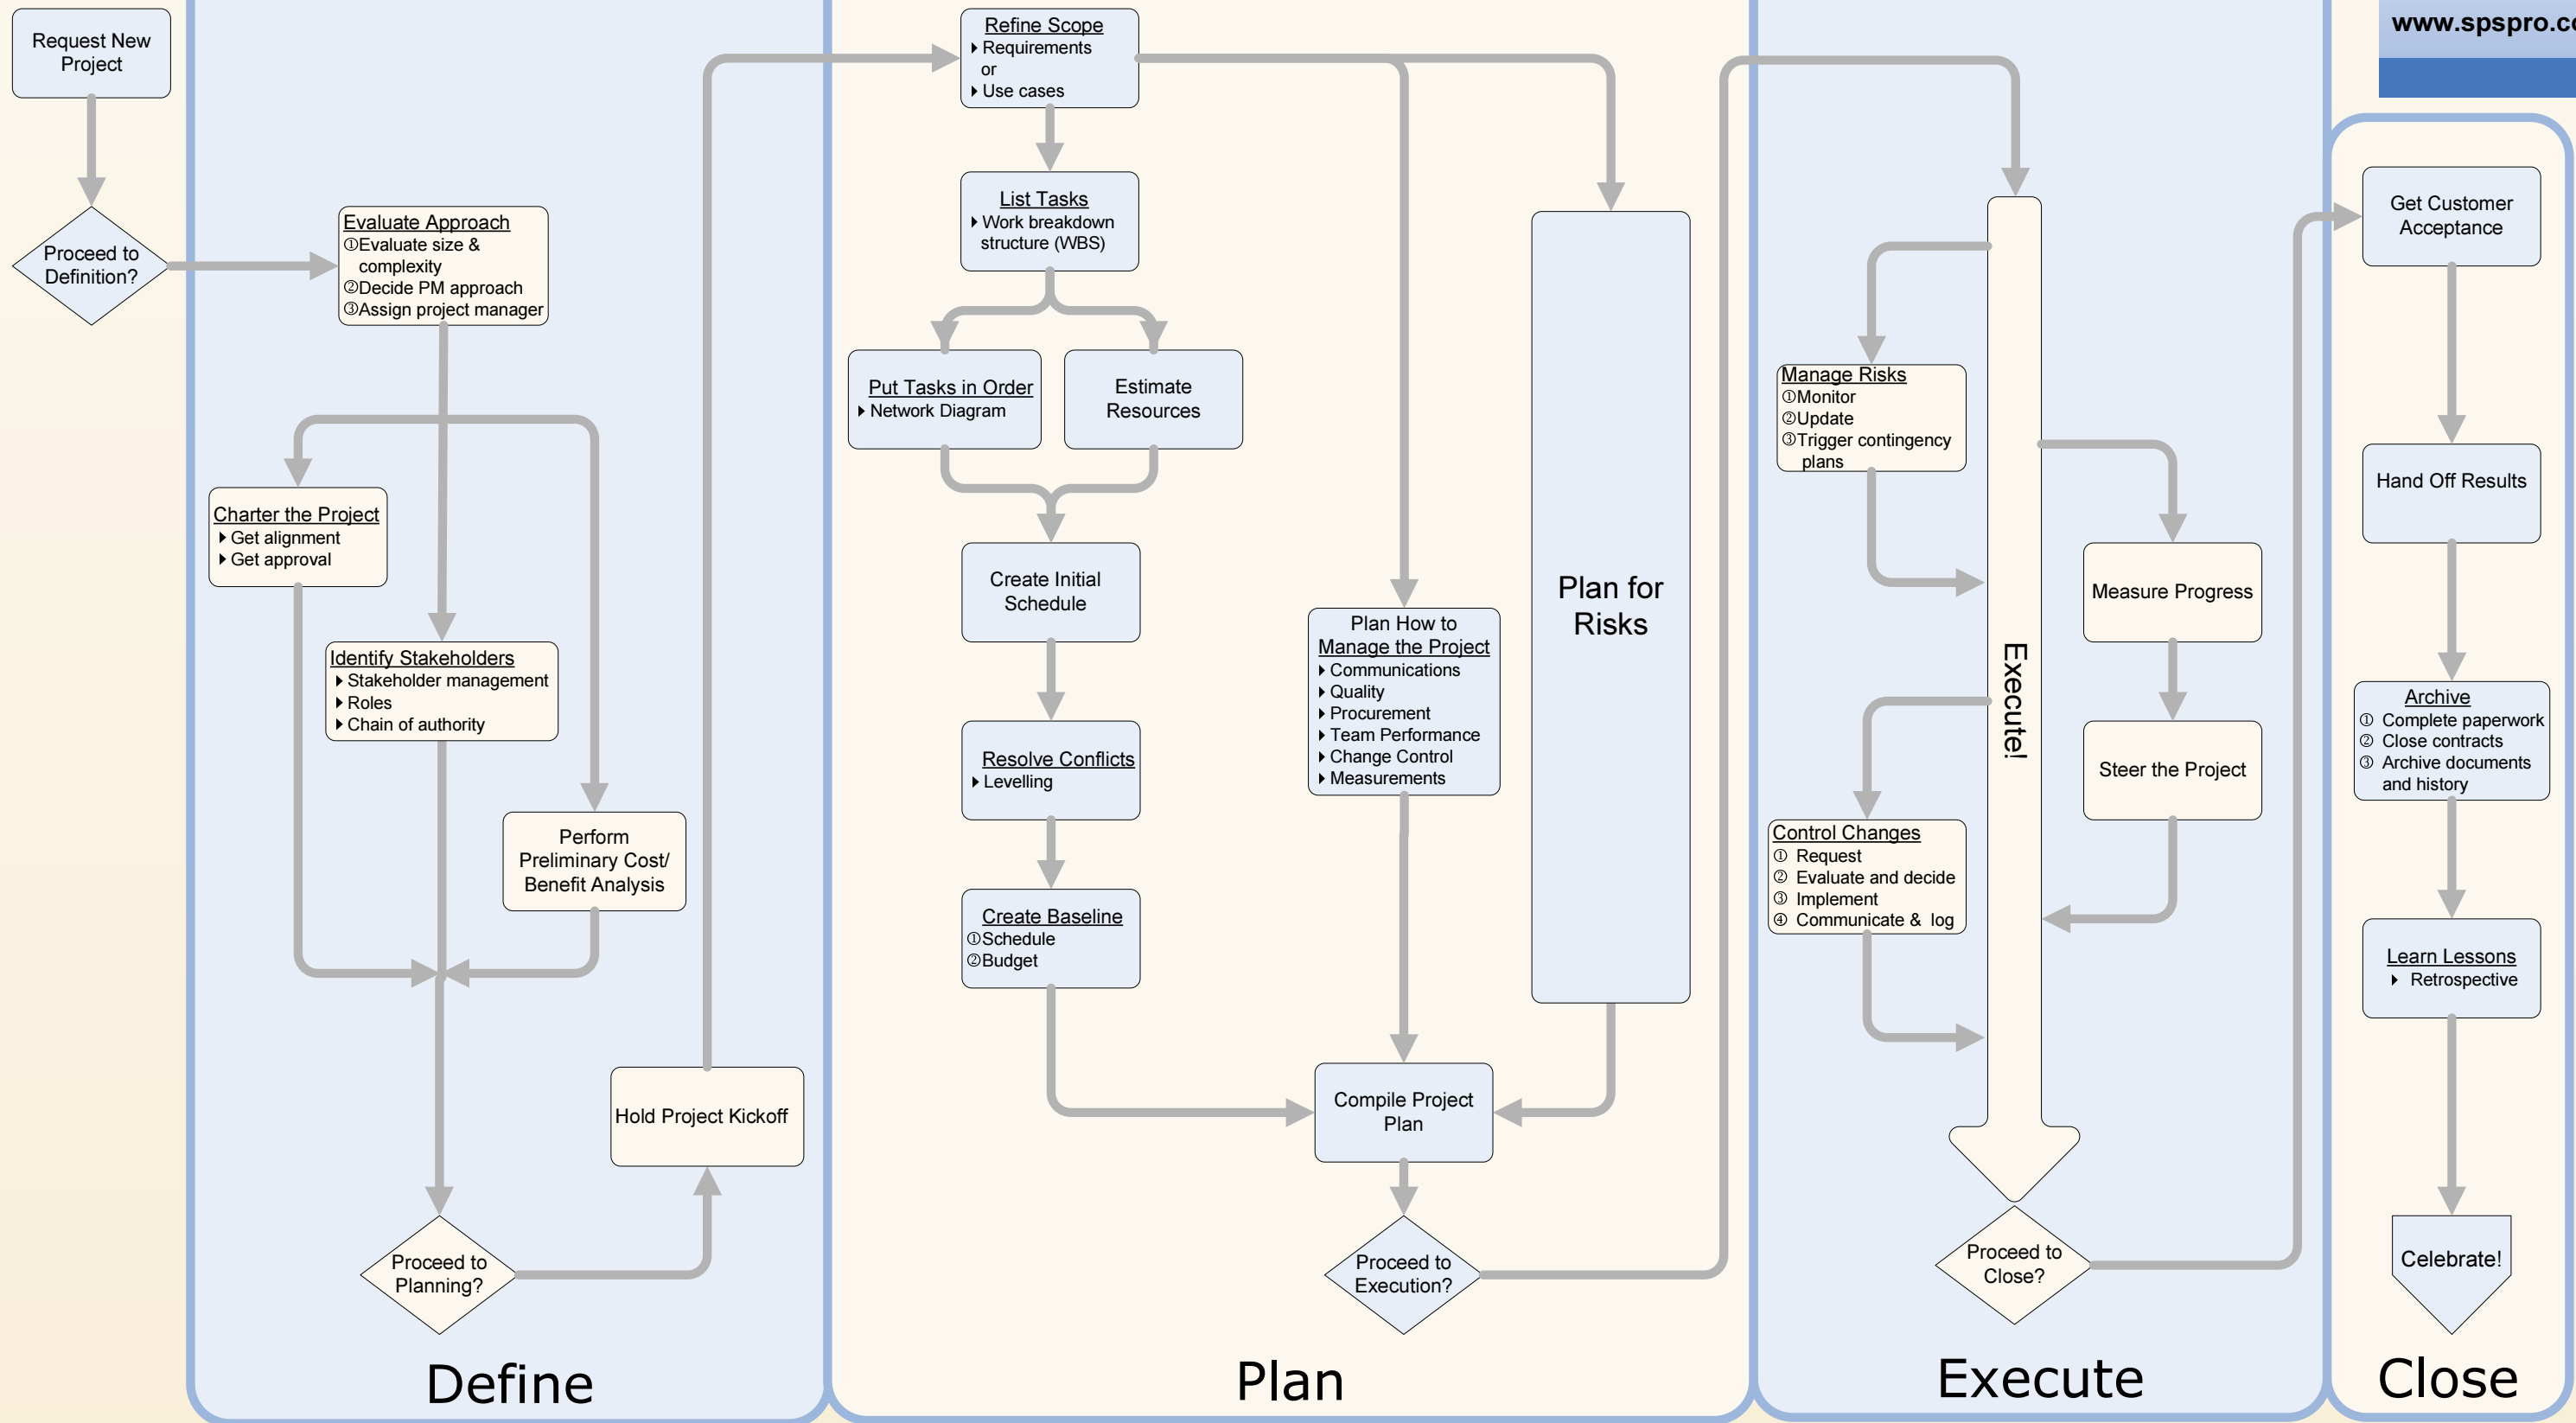 Request New
Project
Proceed to
Definition?
Evaluate Approach
①Evaluate size &
complexity
②Decide PM approach
③Assign project manager
Charter the Project
Get alignment
Get approval
Identify Stakeholders
Stakeholder management
Roles
Chain of authority
Perform
Preliminary Cost/
Benefit Analysis
Proceed to
Planning?
Hold Project Kickoff
Define
Refine Scope
Requirements
or
Use cases
List Tasks
Work breakdown
structure (WBS)
Put Tasks in Order
Network Diagram
Estimate
Resources
Create Initial
Schedule
Resolve Conflicts
Levelling
Create Baseline
①Schedule
②Budget
Plan How to
Manage the Project
Communications
Quality
Procurement
Team Performance
Change Control
Measurements
Plan for
Risks
Compile Project
Plan
Proceed to
Execution?
Plan
Execute!
Manage Risks
①Monitor
②Update
③Trigger contingency
plans
Measure Progress
Steer the Project
Control Changes
① Request
② Evaluate and decide
③ Implement
④ Communicate & log
Proceed to
Close?
Execute
www.spspro.co
Get Customer
Acceptance
Hand Off Results
Archive
① Complete paperwork
② Close contracts
③ Archive documents
and history
Learn Lessons
Retrospective
Celebrate!
Close